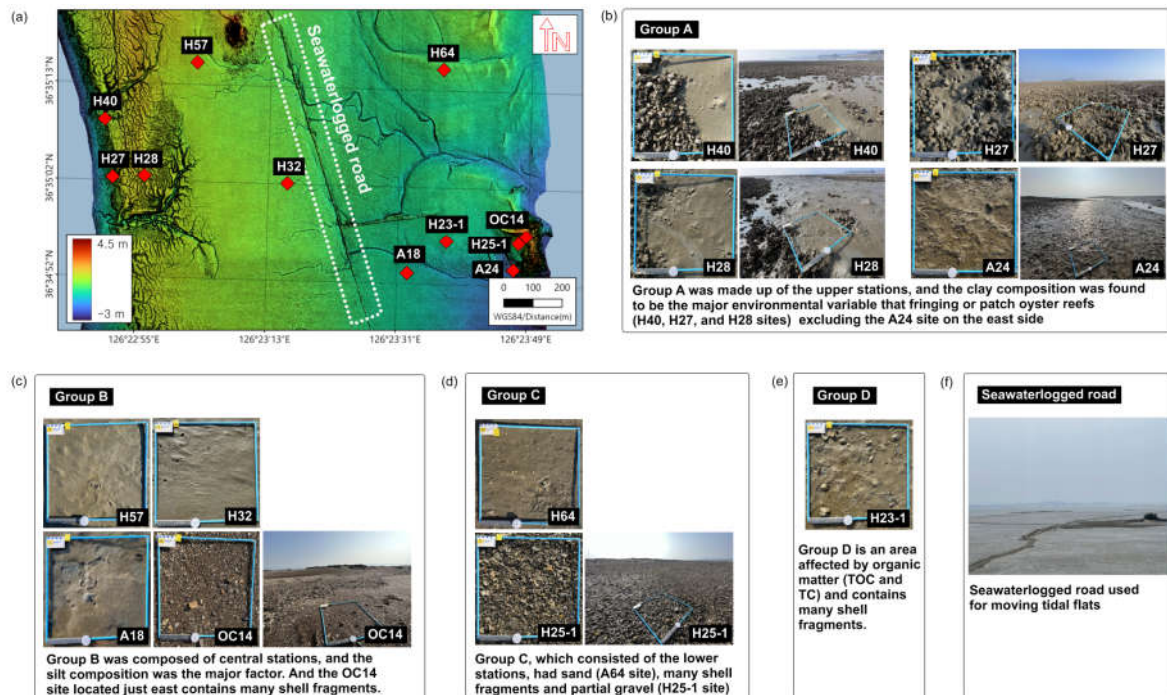 (a)
N
H57
H64
Seawaterlogged road
36°35'13"N
H40
H27
H28
36°35'02"N
H32
OC14
H23-1
H25-1
A18
A24
4.5 m
−3 m
36°34'52"N
0 100 200
WGS84/Distance(m)
126°22'55"N
126°23'13"N
126°23'31"N
126°23'49"N
(b)
Group A
H40
H40
H27
H27
H28
H28
A24
A24
Group A was made up of the upper stations, and the clay composition was found
to be the major environmental variable that fringing or patch oyster reefs
(H40, H27, and H28 sites) excluding the A24 site on the east side
(c)
Group B
H57
H32
A18
OC14
OC14
Group B was composed of central stations, and the
silt composition was the major factor. And the OC14
site located just east contains many shell fragments.
(d)
Group C
H64
H25-1
H25-1
Group C, which consisted of the lower
stations, had sand (A64 site), many shell
fragments and partial gravel (H25-1 site)
(e)
Group D
H23-1
Group D is an area
affected by organic
matter (TOC and
TC) and contains
many shell
fragments.
(f)
Seawaterlogged road
Seawaterlogged road used
for moving tidal flats